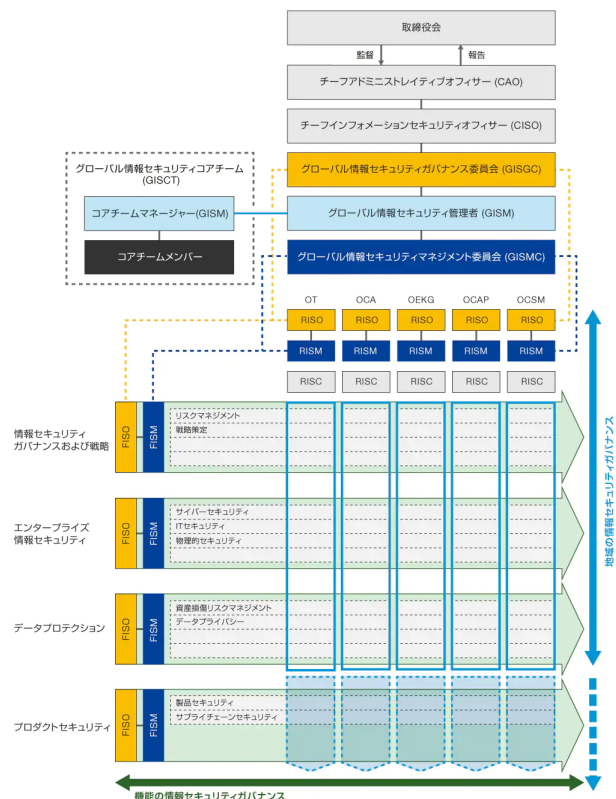 取締役会
監督
報告
チーフアドミニストレイティブオフィサー (CAO)
チーフインフォメーションセキュリティオフィサー (CISO)
グローバル情報セキュリティコアチーム
(GISCT)
グローバル情報セキュリティガバナンス委員会 (GISGC)
コアチームマネージャー(GISM)
グローバル情報セキュリティ管理者 (GISM)
コアチームメンバー
グローバル情報セキュリティマネジメント委員会 (GISMC)
OT OCA OEKG OCAP OCSM
RISO RISO RISO RISO RISO
RISM RISM RISM RISM RISM
RISC RISC RISC RISC RISC
情報セキュリティ
ガバナンスおよび戦略
FISO
FISM
リスクマネジメント
戦略策定
エンタープライズ
情報セキュリティ
FISO
FISM
サイバーセキュリティ
ITセキュリティ
物理的セキュリティ
データプロテクション
FISO
FISM
資産損傷リスクマネジメント
データプライバシー
プロダクトセキュリティ
FISO
FISM
製品セキュリティ
サプライチェーンセキュリティ
地域の情報セキュリティガバナンス
機能の情報セキュリティガバナンス